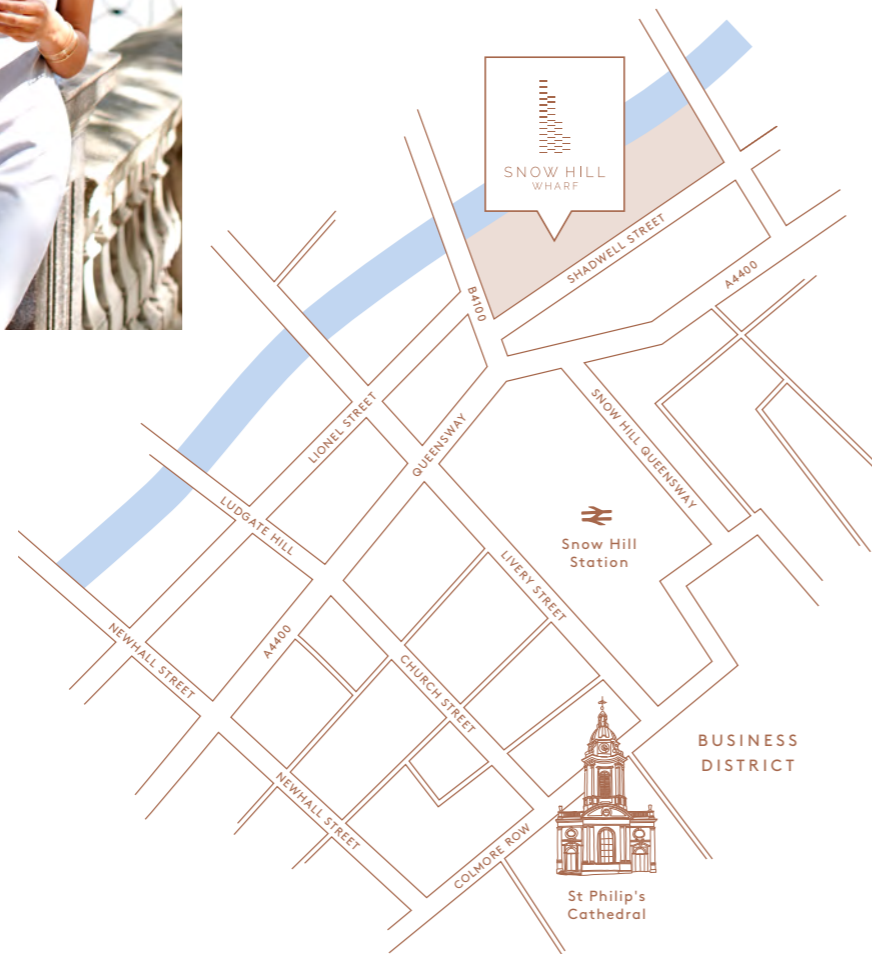 SNOW HILL
WHARF
SHADWELL STREET
A4400
B4100
LIONEL STREET
QUEENSWAY
SNOW HILL QUEENSWAY
LUDGATE HILL
Snow Hill
Station
LIVERY STREET
NEWHALL STREET
A4400
CHURCH STREET
BUSINESS
DISTRICT
NEWHALL STREET
COLMORE ROW
St Philip's
Cathedral